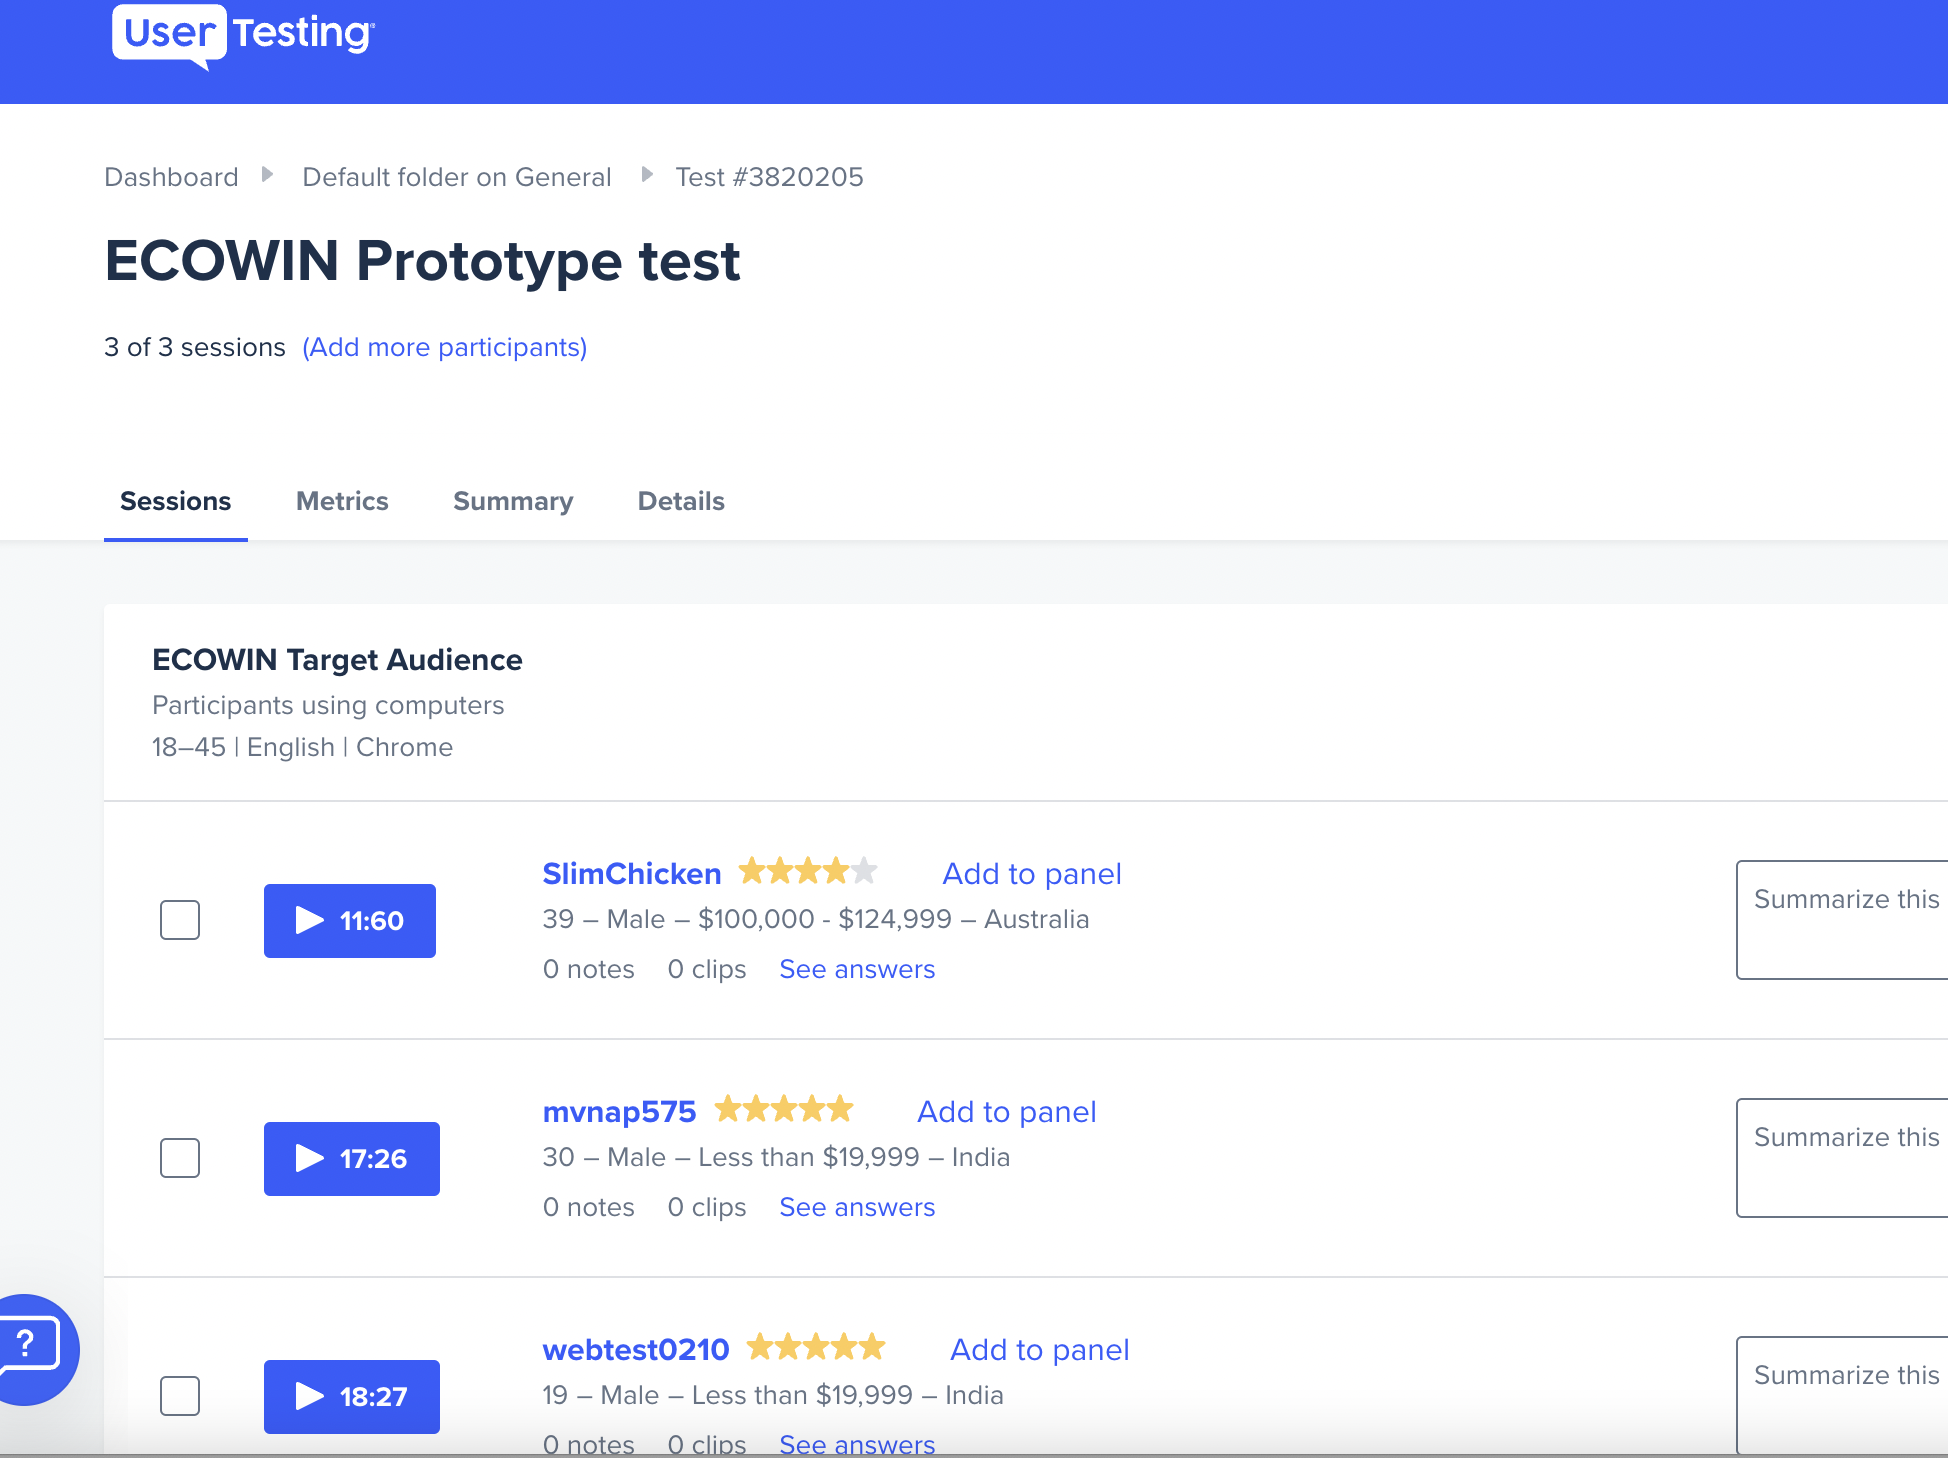 User Testing
Dashboard Default folder on General Test #3820205
ECOWIN Prototype test
3 of 3 sessions (Add more participants)
Sessions Metrics Summary Details
ECOWIN Target Audience
Participants using computers
18–45 | English | Chrome
SlimChicken Add to panel
11:60
39 – Male – $100,000 - $124,999 – Australia
0 notes 0 clips See answers
Summarize this
mvnap575 Add to panel
17:26
30 – Male – Less than $19,999 – India
0 notes 0 clips See answers
Summarize this
webtest0210 Add to panel
18:27
19 – Male – Less than $19,999 – India
0 notes 0 clips See answers
Summarize this
?